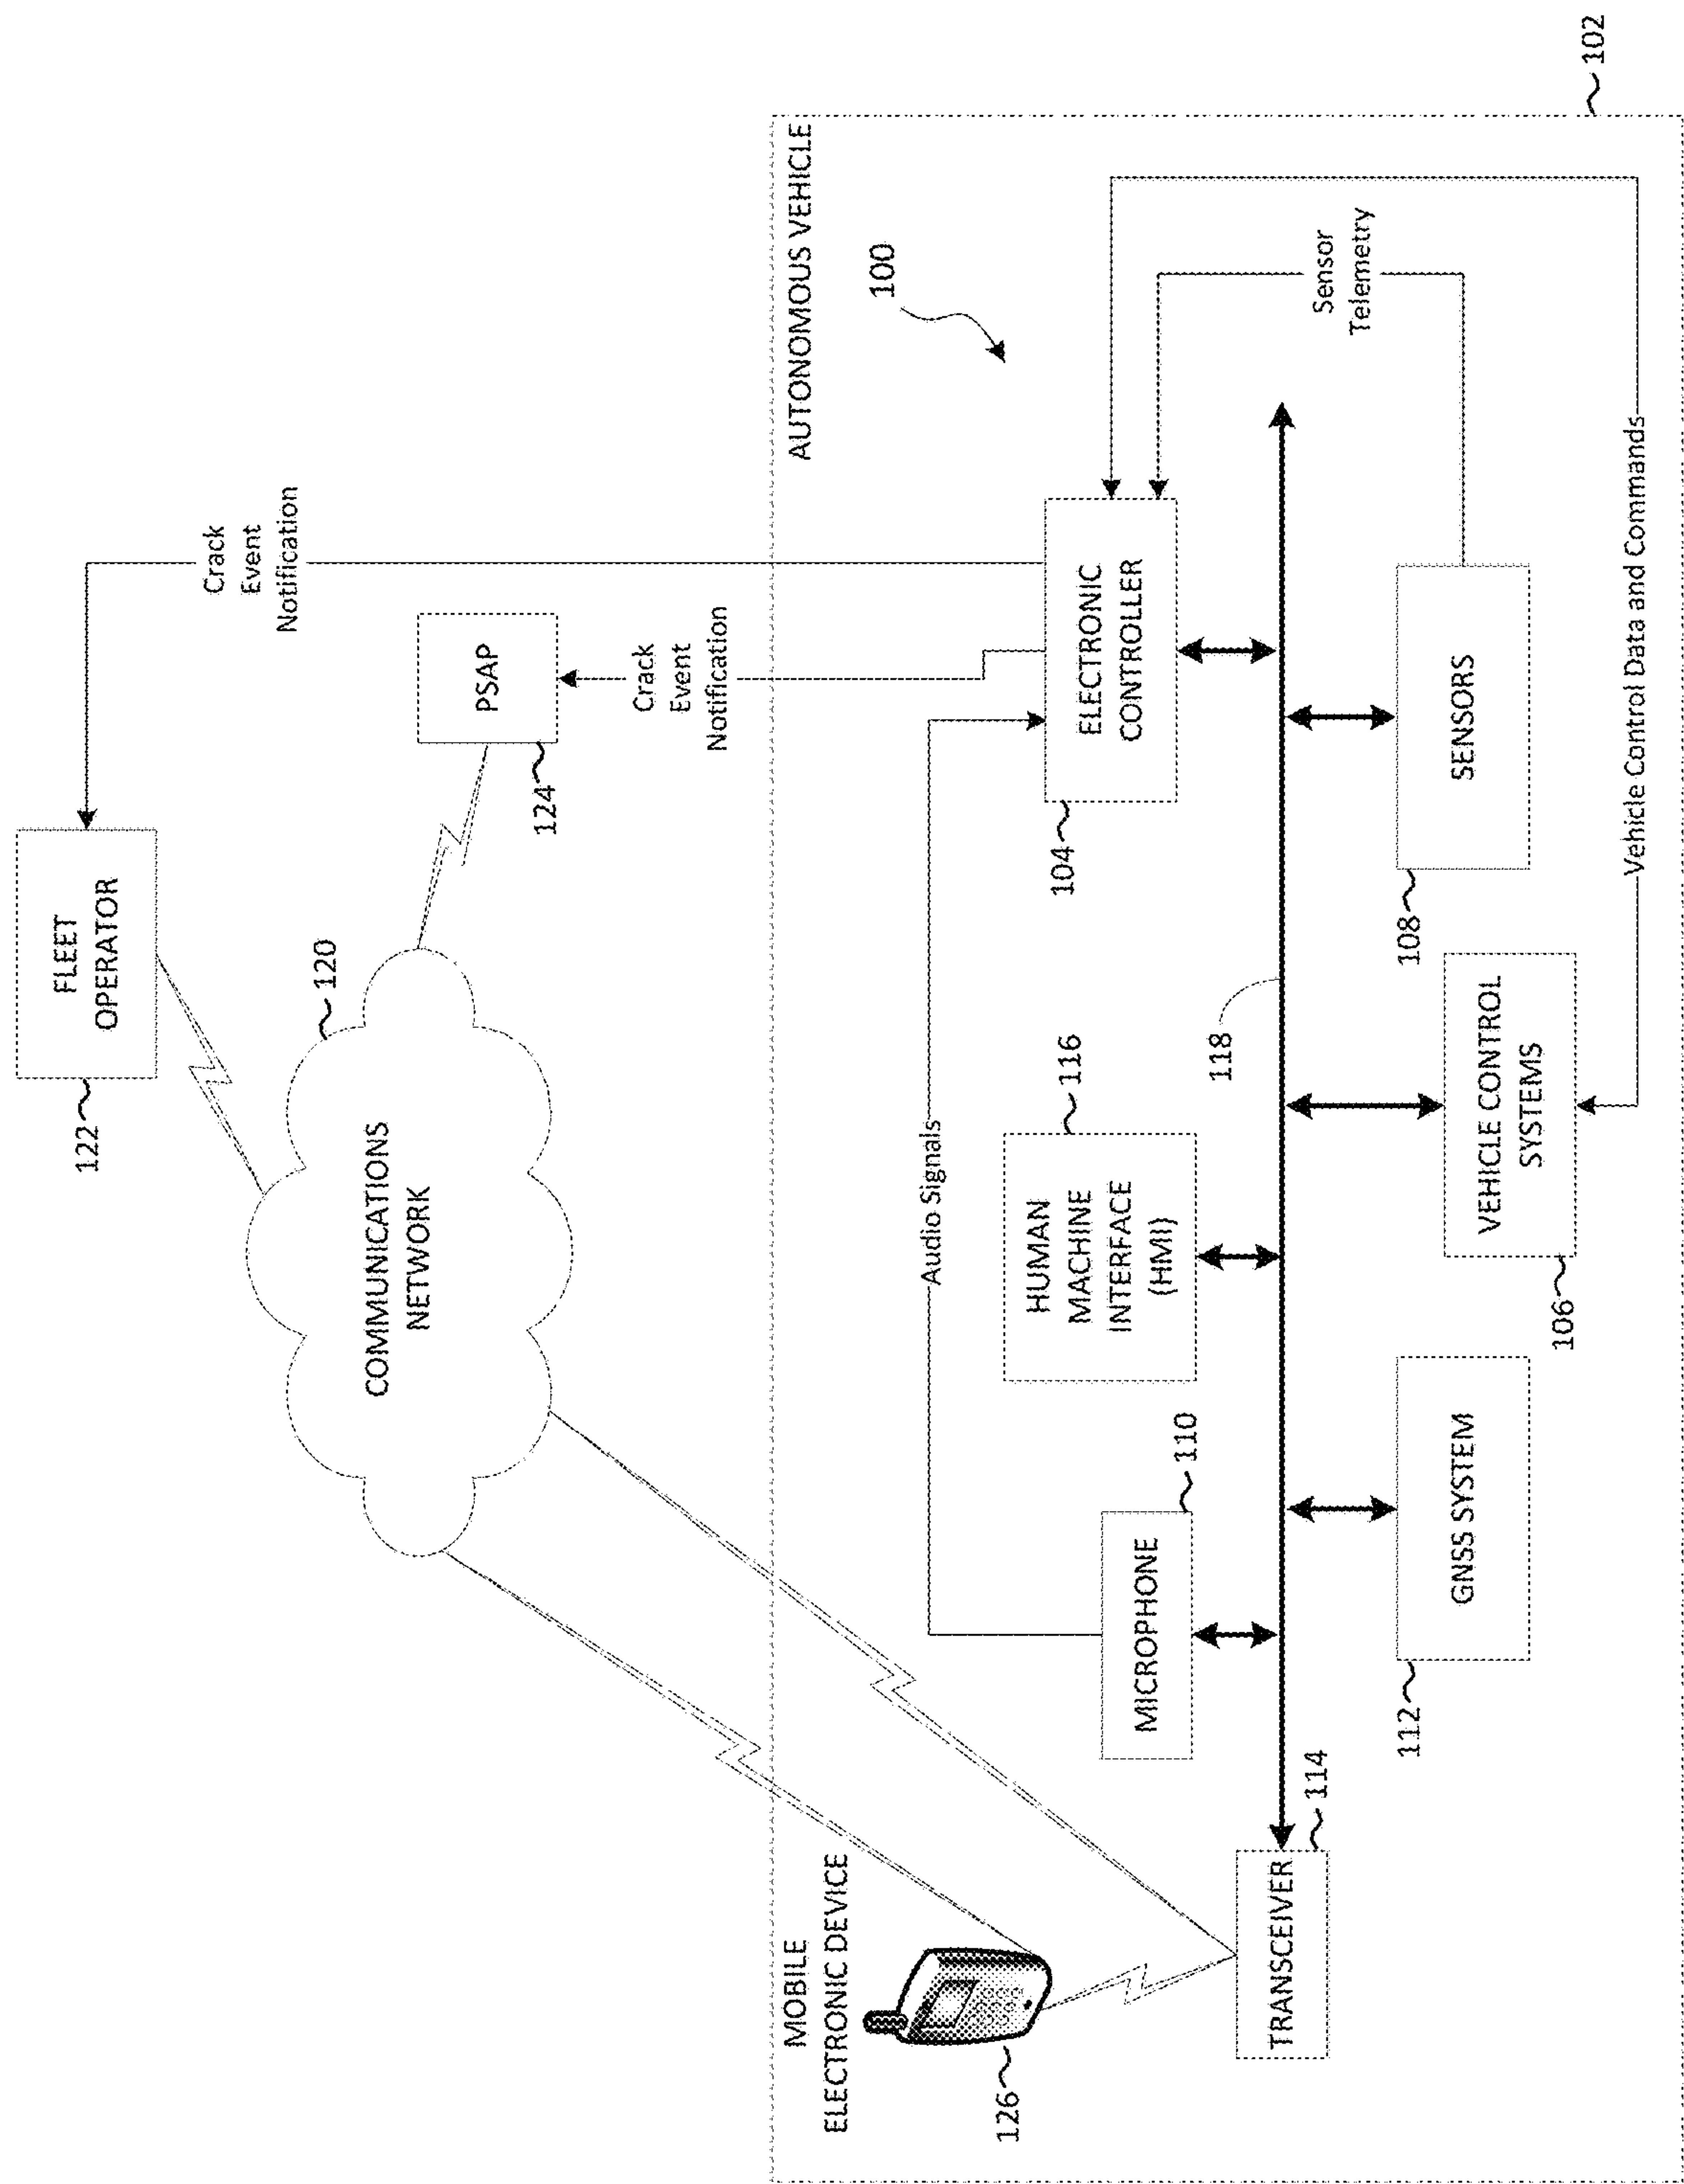 FLEET
OPERATOR
122
Crack
Event
Notification
120
COMMUNICATIONS
NETWORK
PSAP
124
Crack
Event
Notification
MOBILE
ELECTRONIC DEVICE
AUTONOMOUS VEHICLE
100
Audio Signals
126
HUMAN
MACHINE
INTERFACE
(HMI)
116
104
ELECTRONIC
CONTROLLER
MICROPHONE
110
118
TRANSCEIVER
114
Sensor
Telemetry
112
GNSS SYSTEM
108
SENSORS
VEHICLE CONTROL
SYSTEMS
106
Vehicle Control Data and Commands
102